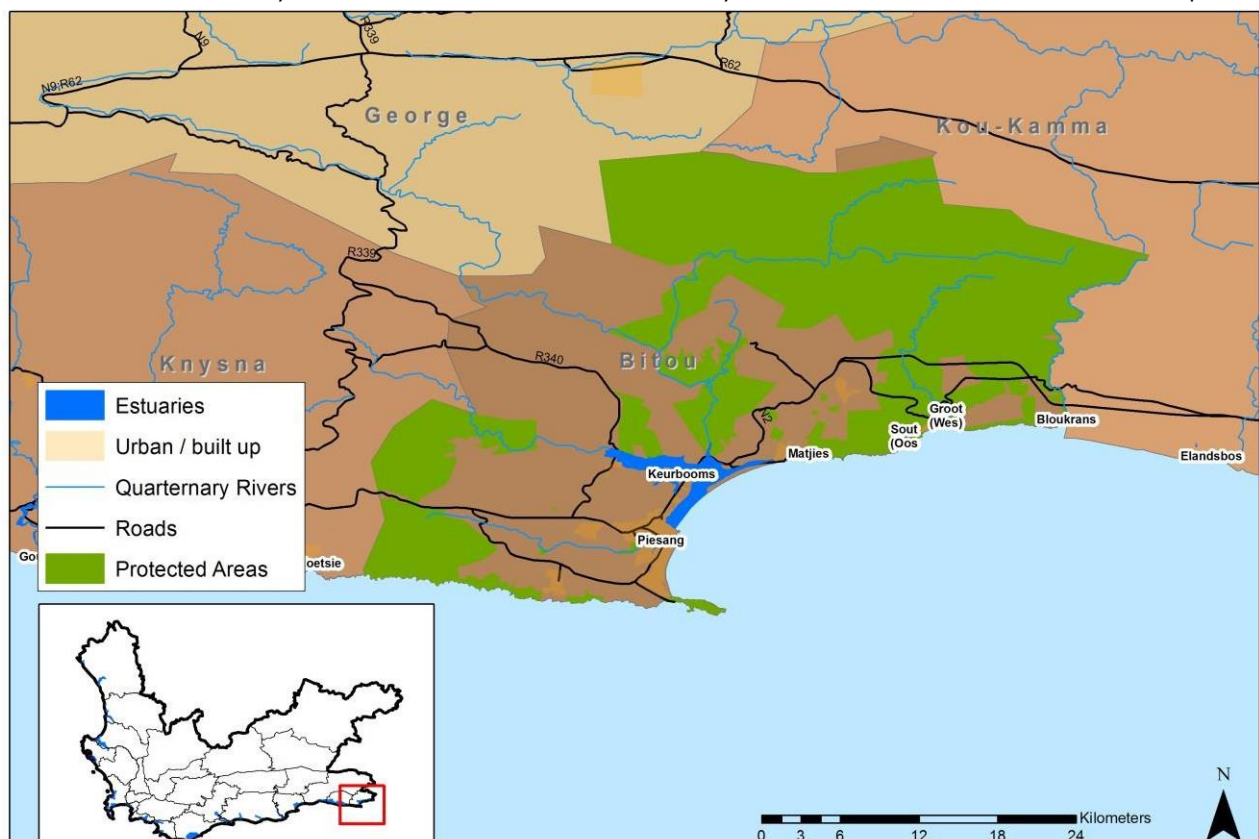 N9
R339
N9;R62
R62
George
Kou-Kamma
R339
Knysna
R340
Bitou
N2
Estuaries
Urban / built up
Quarternary Rivers
Roads
Protected Areas
Groot
(Wes)
Bloukrans
Sout
(Oos
Matjies
Elandsbos
Keurbooms
Piesang
Gou
oetsie
N
Kilometers
0 3 6 12 18 24